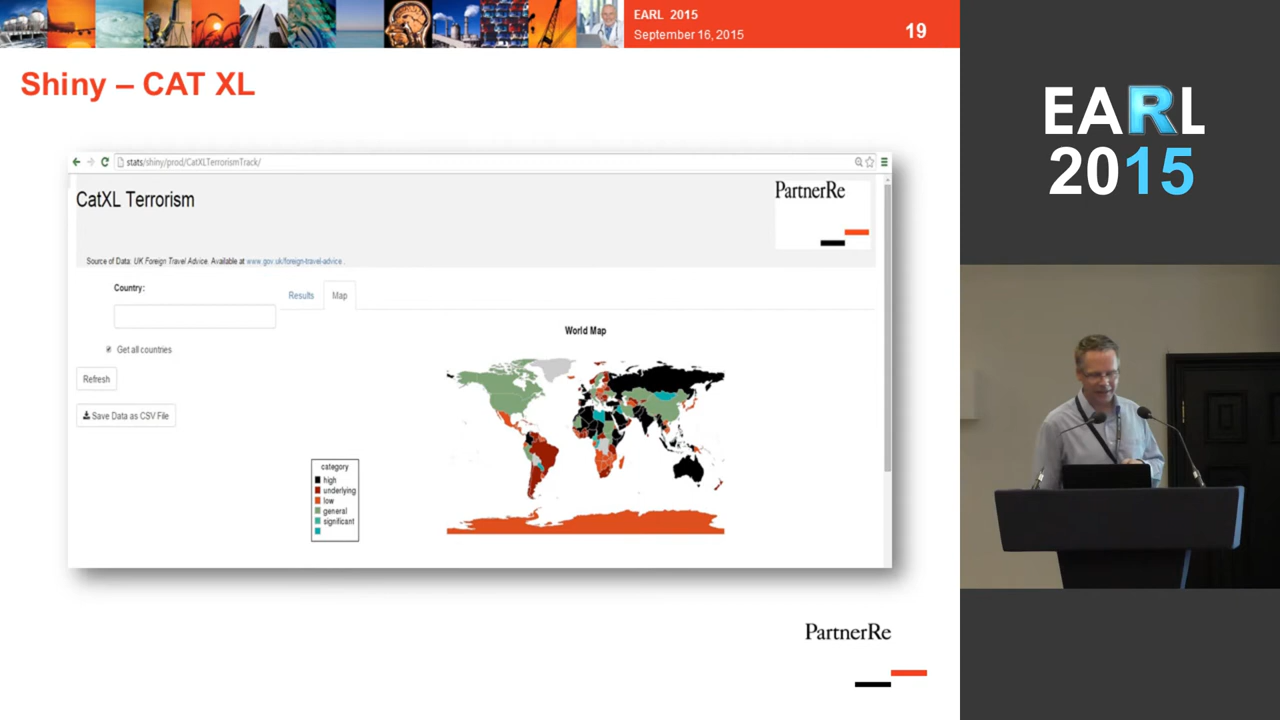 EARL 2015
September 16, 2015
19
Shiny – CAT XL
stats/shiny/prod/CatXLTerrorismTrack/
CatXL Terrorism
PartnerRe
Source of Data: UK Foreign Travel Advice. Available at www.gov.uk/foreign-travel-advice .
Country:
Results
Map
Get all countries
Refresh
Save Data as CSV File
World Map
category
high
underlying
low
general
significant
PartnerRe
EARL
2015